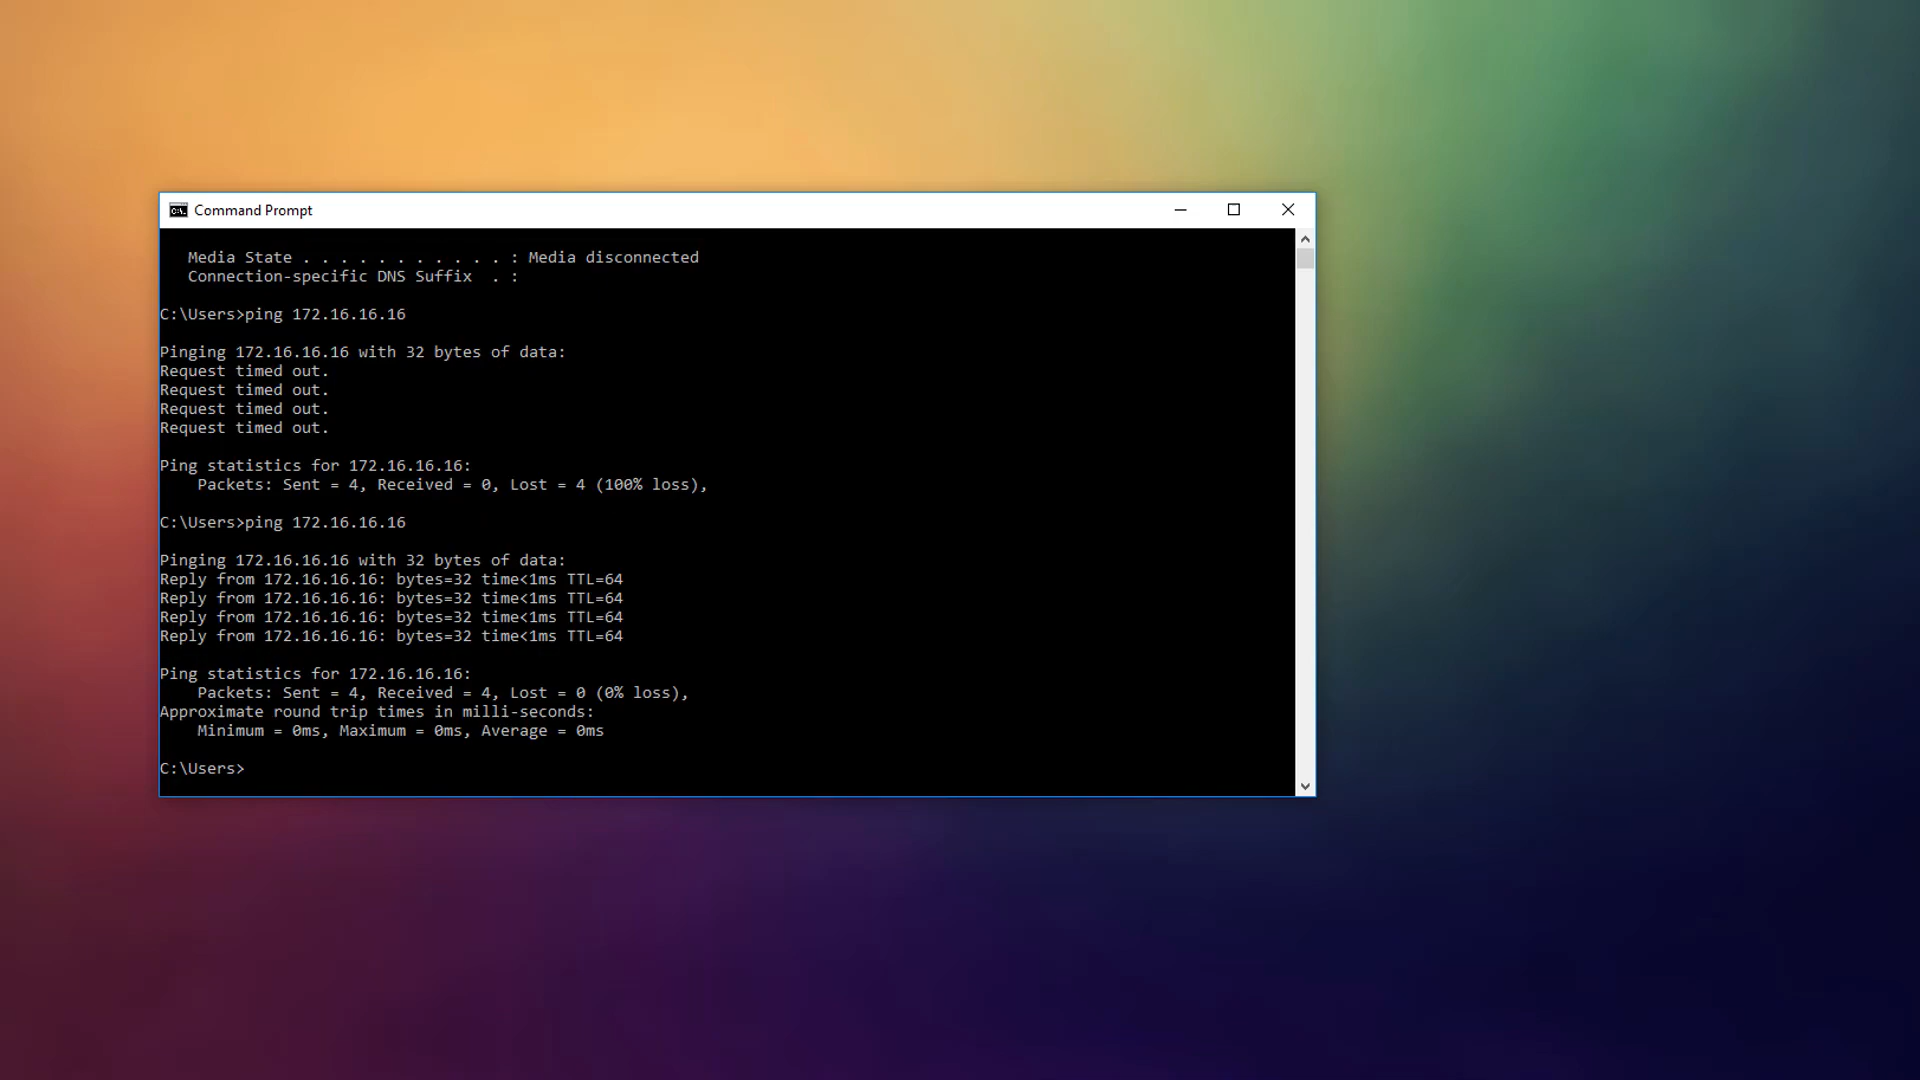 Command Prompt
Media State . . . . . . . . . . . : Media disconnected
Connection-specific DNS Suffix  . :
C:\Users>ping 172.16.16.16
Pinging 172.16.16.16 with 32 bytes of data:
Request timed out.
Request timed out.
Request timed out.
Request timed out.
Ping statistics for 172.16.16.16:
Packets: Sent = 4, Received = 0, Lost = 4 (100% loss),
C:\Users>ping 172.16.16.16
Pinging 172.16.16.16 with 32 bytes of data:
Reply from 172.16.16.16: bytes=32 time<1ms TTL=64
Reply from 172.16.16.16: bytes=32 time<1ms TTL=64
Reply from 172.16.16.16: bytes=32 time<1ms TTL=64
Reply from 172.16.16.16: bytes=32 time<1ms TTL=64
Ping statistics for 172.16.16.16:
Packets: Sent = 4, Received = 4, Lost = 0 (0% loss),
Approximate round trip times in milli-seconds:
Minimum = 0ms, Maximum = 0ms, Average = 0ms
C:\Users>